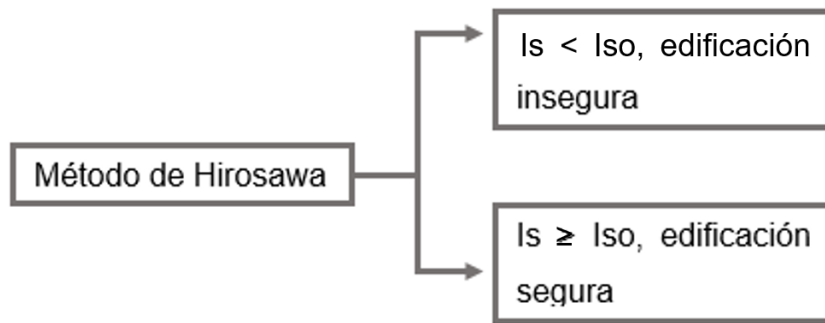 Método de Hirosawa
Is < Iso, edificación
insegura
Is ≥ Iso, edificación
segura